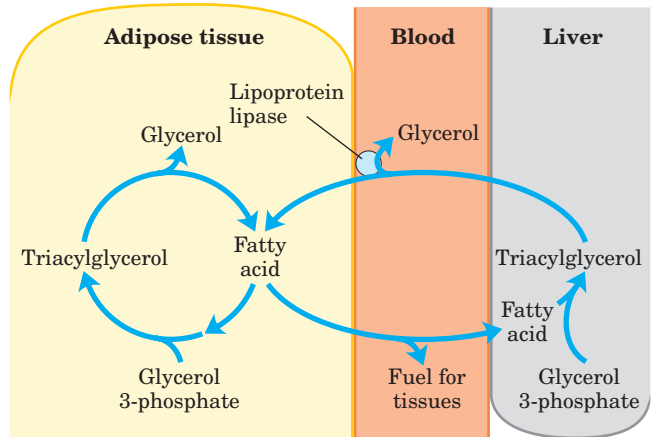 Adipose tissue
Blood
Liver
Lipoprotein
lipase
Glycerol
Glycerol
Triacylglycerol
Fatty
acid
Triacylglycerol
Fatty
acid
Glycerol
3-phosphate
Fuel for
tissues
Glycerol
3-phosphate